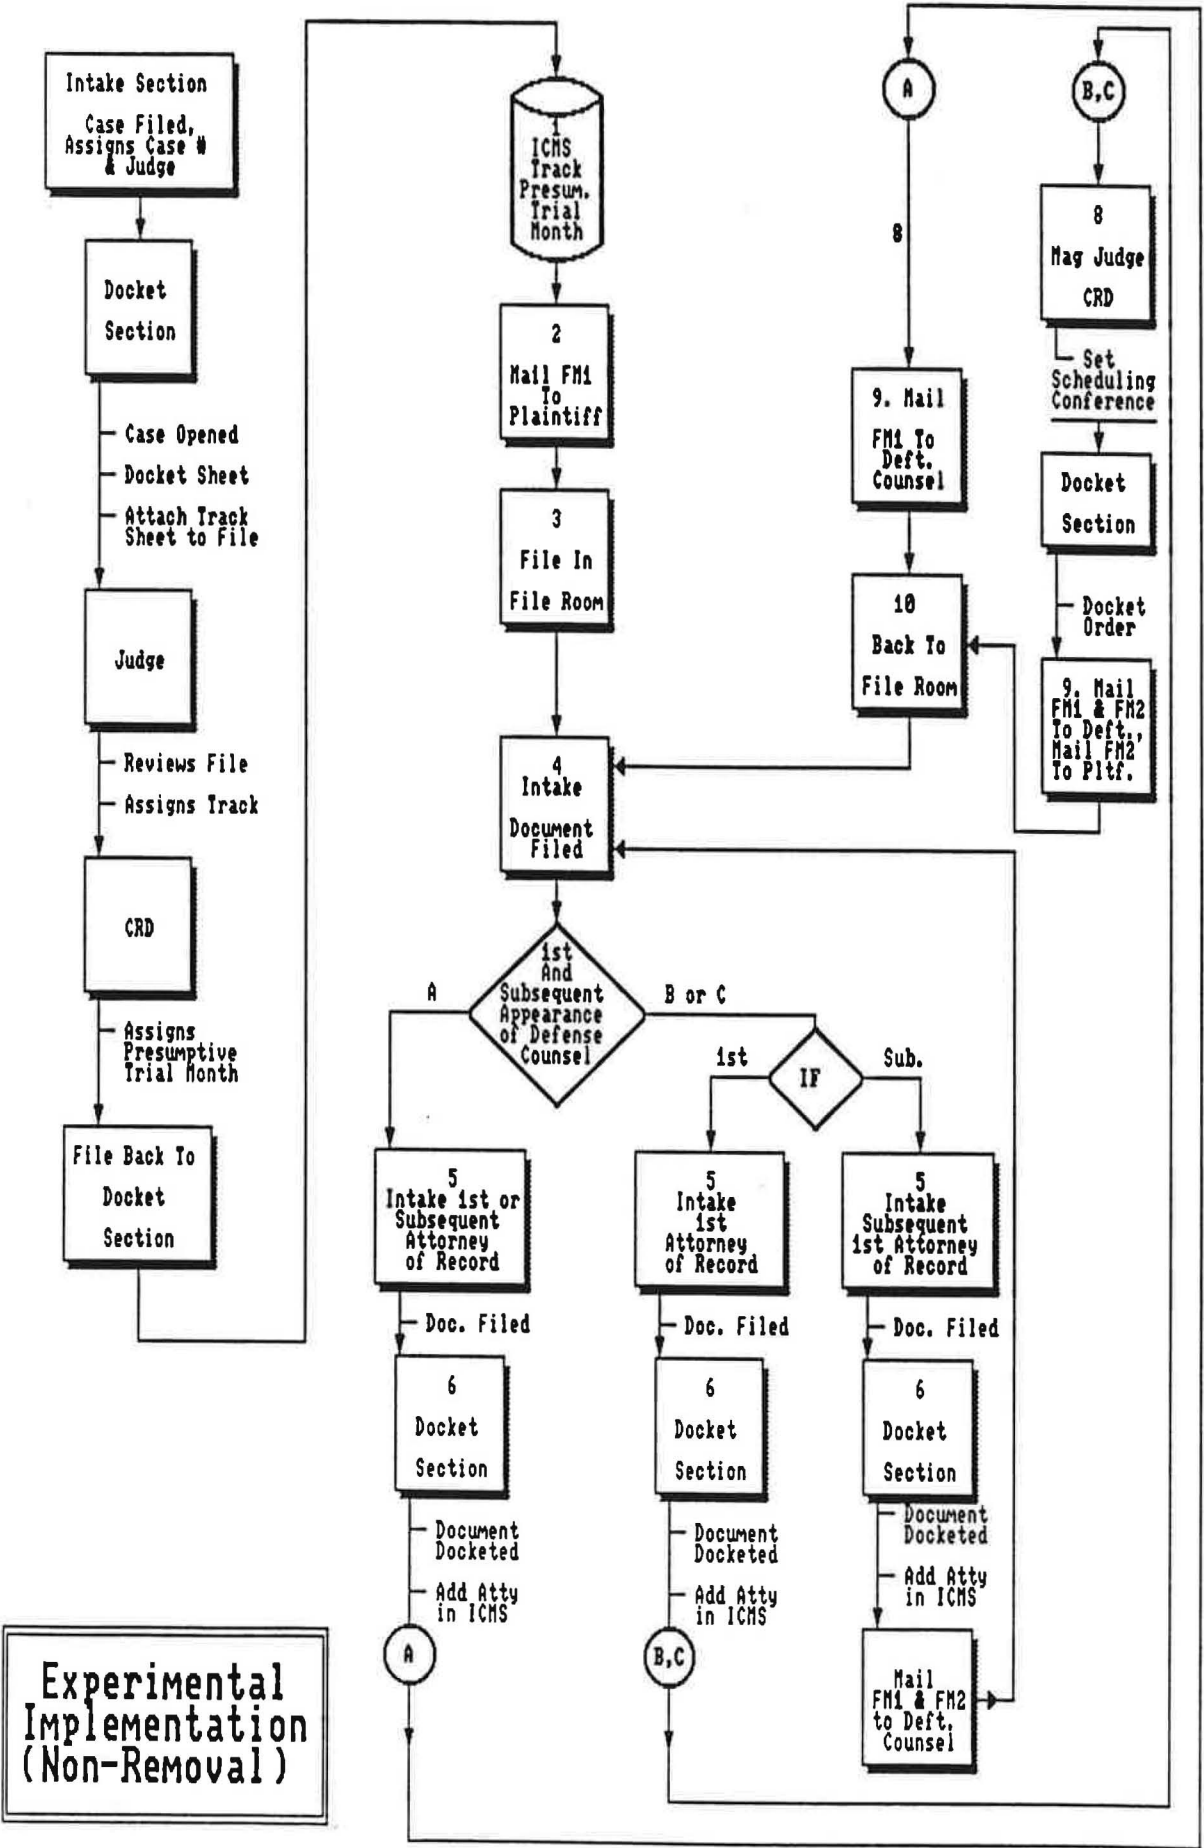 Intake Section
Case Filed,
Assigns Case #
& Judge
Docket
Section
Case Opened
Docket Sheet
Attach Track
Sheet to File
Judge
Reviews File
Assigns Track
CRD
Assigns
Presumptive
Trial Month
File Back To
Docket
Section
1
ICMS
Track
Presum.
Trial
Month
2
Mail FM1
To
Plaintiff
3
File In
File Room
4
Intake
Document
Filed
1st
And
Subsequent
Appearance
of Defense
Counsel
A
B or C
IF
1st
Sub.
5
Intake 1st or
Subsequent
Attorney
of Record
Doc. Filed
6
Docket
Section
Document
Docketed
Add Atty
in ICMS
A
5
Intake
1st
Attorney
of Record
Doc. Filed
6
Docket
Section
Document
Docketed
Add Atty
in ICMS
B,C
5
Intake
Subsequent
1st Attorney
of Record
Doc. Filed
6
Docket
Section
Document
Docketed
Add Atty
in ICMS
Mail
FM1 & FM2
to Deft.
Counsel
A
8
9. Mail
FM1 To
Deft.
Counsel
10
Back To
File Room
B,C
8
Mag Judge
CRD
Set
Scheduling
Conference
Docket
Section
Docket
Order
9. Mail
FM1 & FM2
To Deft.,
Mail FM2
To Pltf.
Experimental
Implementation
(Non-Removal)